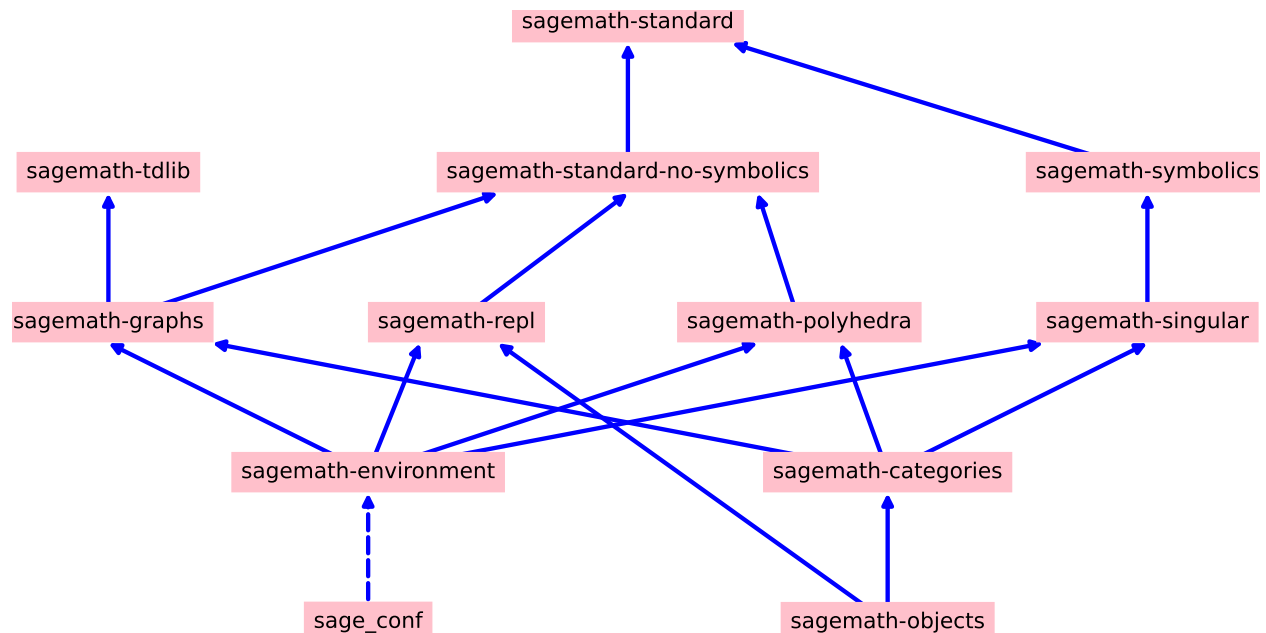 sagemath-standard
sagemath-tdlib
sagemath-standard-no-symbolics
sagemath-symbolics
sagemath-graphs
sagemath-repl
sagemath-polyhedra
sagemath-singular
sagemath-environment
sagemath-categories
sage_conf
sagemath-objects